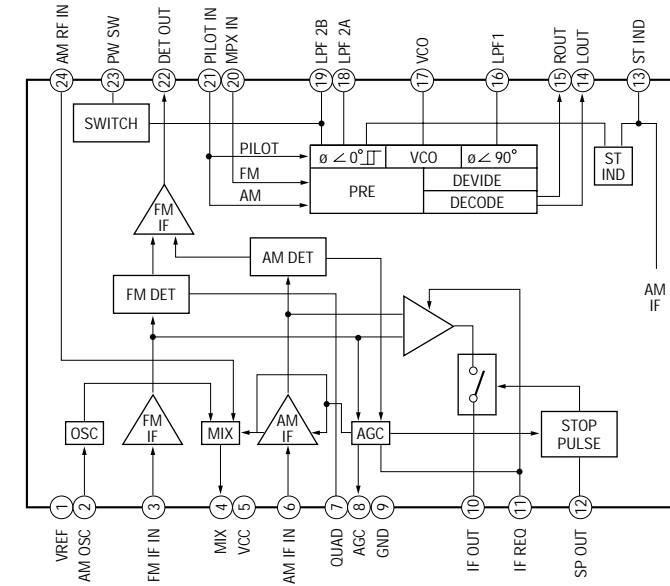 AM RF IN
PW SW
DET OUT
PILOT IN
MPX IN
LPF 2B
LPF 2A
VCO
LPF1
ROUT
LOUT
ST IND
24
23
22
21
20
19
18
17
16
15
14
13
SWITCH
PILOT
FM
AM
ø ∠ 0°
VCO
ø ∠ 90°
PRE
DEVIDE
DECODE
ST
IND
FM
IF
AM DET
FM DET
AM
IF
OSC
FM
IF
MIX
AM
IF
AGC
STOP
PULSE
1
2
3
4
5
6
7
8
9
10
11
12
VREF
AM OSC
FM IF IN
MIX
VCC
AM IF IN
QUAD
AGC
GND
IF OUT
IF REQ
SP OUT